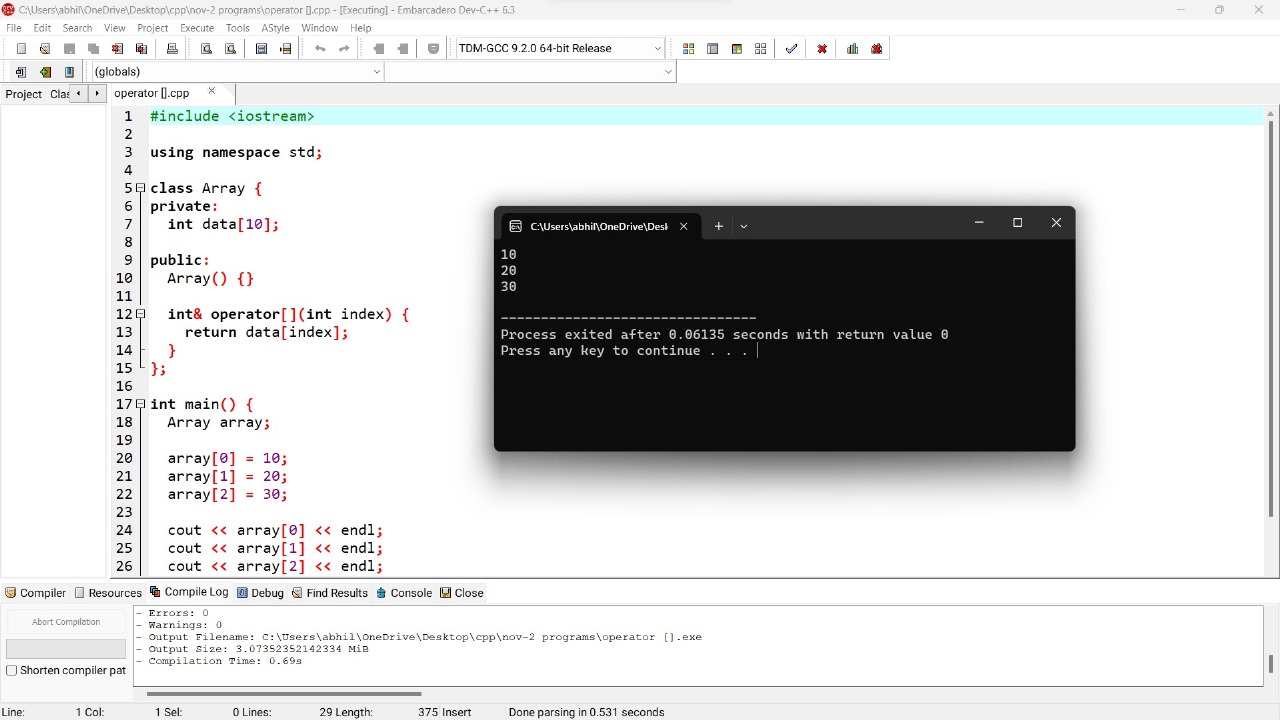 C:\Users\abhil\OneDrive\Desktop\cpp\nov-2 programs\operator [].cpp - [Executing] - Embarcadero Dev-C++ 6.3
File Edit Search View Project Execute Tools AStyle Window Help
TDM-GCC 9.2.0 64-bit Release
(globals)
Project Clas operator [].cpp
1 #include <iostream>
2
3 using namespace std;
4
5 class Array {
6 private:
7 int data[10];
8
9 public:
10 Array() {}
11
12 int& operator[](int index) {
13 return data[index];
14 }
15 };
16
17 int main() {
18 Array array;
19
20 array[0] = 10;
21 array[1] = 20;
22 array[2] = 30;
23
24 cout << array[0] << endl;
25 cout << array[1] << endl;
26 cout << array[2] << endl;
C:\Users\abhil\OneDrive\Desl
10
20
30
--------------------------------
Process exited after 0.06135 seconds with return value 0
Press any key to continue . . .
Compiler Resources Compile Log Debug Find Results Console Close
Abort Compilation
Shorten compiler pat
- Errors: 0
- Warnings: 0
- Output Filename: C:\Users\abhil\OneDrive\Desktop\cpp\nov-2 programs\operator [].exe
- Output Size: 3.07352352142334 MiB
- Compilation Time: 0.69s
Line: 1 Col: 1 Sel: 0 Lines: 29 Length: 375 Insert Done parsing in 0.531 seconds